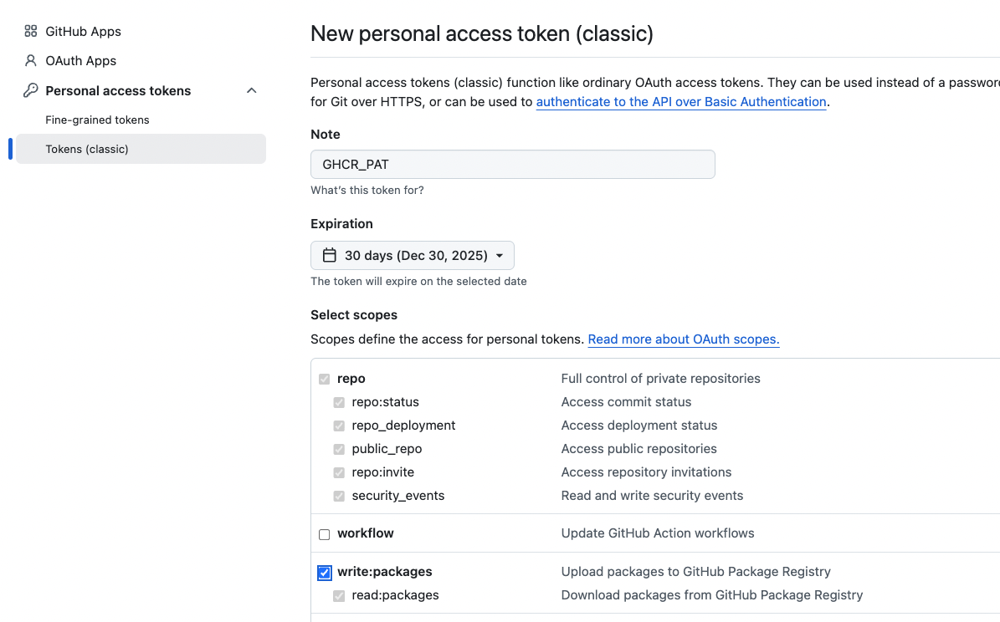 GitHub Apps
OAuth Apps
Personal access tokens
Fine-grained tokens
Tokens (classic)
New personal access token (classic)
Personal access tokens (classic) function like ordinary OAuth access tokens. They can be used instead of a password
for Git over HTTPS, or can be used to authenticate to the API over Basic Authentication.
Note
GHCR_PAT
What's this token for?
Expiration
30 days (Dec 30, 2025)
The token will expire on the selected date
Select scopes
Scopes define the access for personal tokens. Read more about OAuth scopes.
repo Full control of private repositories
repo:status Access commit status
repo_deployment Access deployment status
public_repo Access public repositories
repo:invite Access repository invitations
security_events Read and write security events
workflow Update GitHub Action workflows
write:packages Upload packages to GitHub Package Registry
read:packages Download packages from GitHub Package Registry